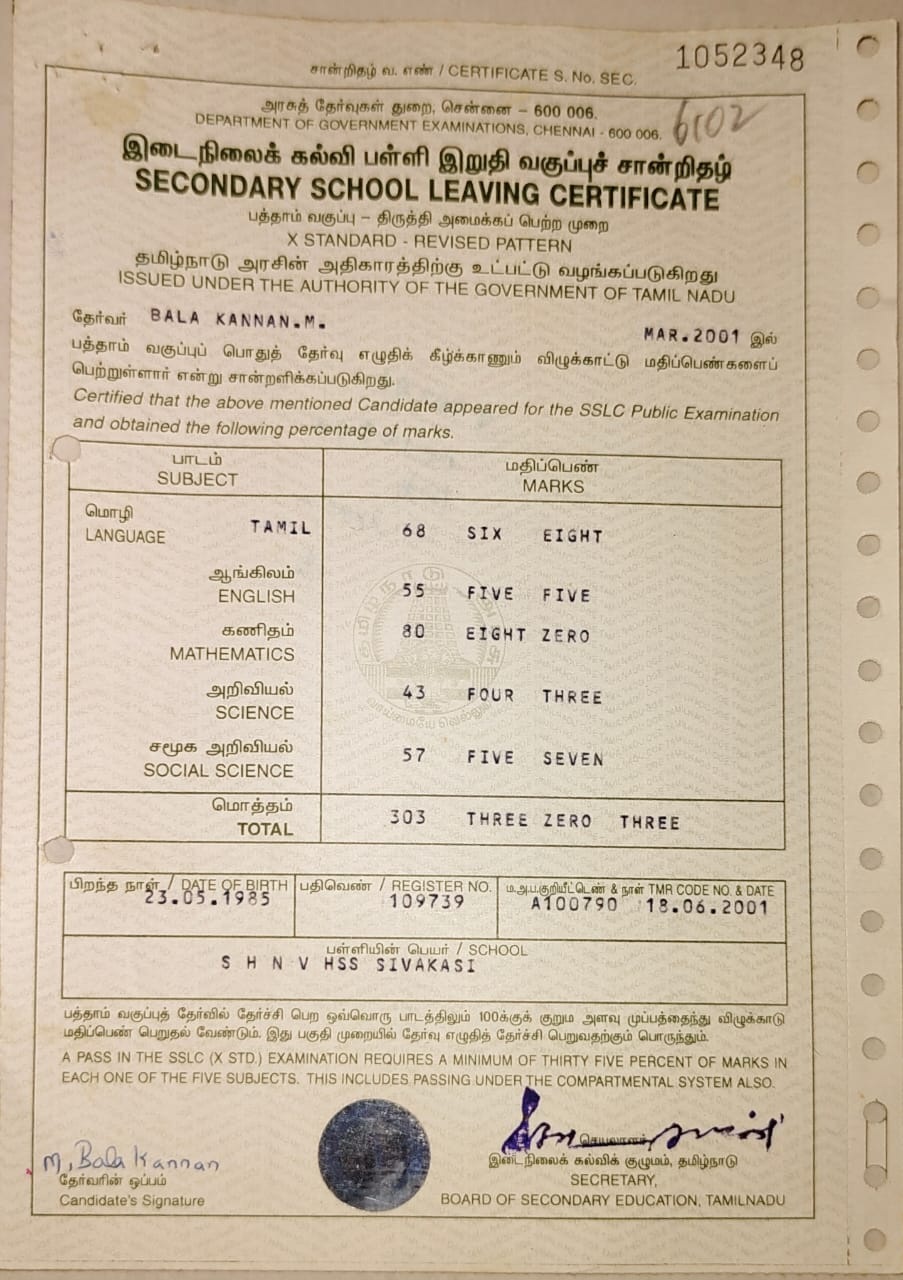 சான்றிதழ் வ. எண் / CERTIFICATE S. No. SEC. 1052348
அரசுத் தேர்வுகள் துறை, சென்னை – 600 006.
DEPARTMENT OF GOVERNMENT EXAMINATIONS, CHENNAI - 600 006. 6102
இடைநிலைக் கல்வி பள்ளி இறுதி வகுப்புச் சான்றிதழ்
SECONDARY SCHOOL LEAVING CERTIFICATE
பத்தாம் வகுப்பு – திருத்தி அமைக்கப் பெற்ற முறை
X STANDARD - REVISED PATTERN
தமிழ்நாடு அரசின் அதிகாரத்திற்கு உட்பட்டு வழங்கப்படுகிறது
ISSUED UNDER THE AUTHORITY OF THE GOVERNMENT OF TAMIL NADU
தேர்வர் BALA KANNAN.M. MAR.2001 இல்
பத்தாம் வகுப்புப் பொதுத் தேர்வு எழுதிக் கீழ்க்காணும் விழுக்காட்டு மதிப்பெண்களைப்
பெற்றுள்ளார் என்று சான்றளிக்கப்படுகிறது.
Certified that the above mentioned Candidate appeared for the SSLC Public Examination
and obtained the following percentage of marks.
பாடம் மதிப்பெண்
SUBJECT MARKS
மொழி
LANGUAGE TAMIL 68 SIX EIGHT
ஆங்கிலம்
ENGLISH 55 FIVE FIVE
கணிதம்
MATHEMATICS 80 EIGHT ZERO
அறிவியல்
SCIENCE 43 FOUR THREE
சமூக அறிவியல்
SOCIAL SCIENCE 57 FIVE SEVEN
மொத்தம்
TOTAL 303 THREE ZERO THREE
பிறந்த நாள் / DATE OF BIRTH பதிவெண் / REGISTER NO. ம.அ.ப.குறியீட்டெண் & நாள் TMR CODE NO. & DATE
23.05.1985 109739 A100790 18.06.2001
பள்ளியின் பெயர் / SCHOOL
S H N V HSS SIVAKASI
பத்தாம் வகுப்புத் தேர்வில் தேர்ச்சி பெற ஒவ்வொரு பாடத்திலும் 100க்குக் குறும அளவு முப்பத்தைந்து விழுக்காடு
மதிப்பெண் பெறுதல் வேண்டும். இது பகுதி முறையில் தேர்வு எழுதித் தேர்ச்சி பெறுவதற்கும் பொருந்தும்.
A PASS IN THE SSLC (X STD.) EXAMINATION REQUIRES A MINIMUM OF THIRTY FIVE PERCENT OF MARKS IN
EACH ONE OF THE FIVE SUBJECTS. THIS INCLUDES PASSING UNDER THE COMPARTMENTAL SYSTEM ALSO.
M. Bala Kannan
தேர்வரின் ஒப்பம்
Candidate's Signature
செயலாளர்
இடைநிலைக் கல்விக் குழுமம், தமிழ்நாடு
SECRETARY,
BOARD OF SECONDARY EDUCATION, TAMILNADU